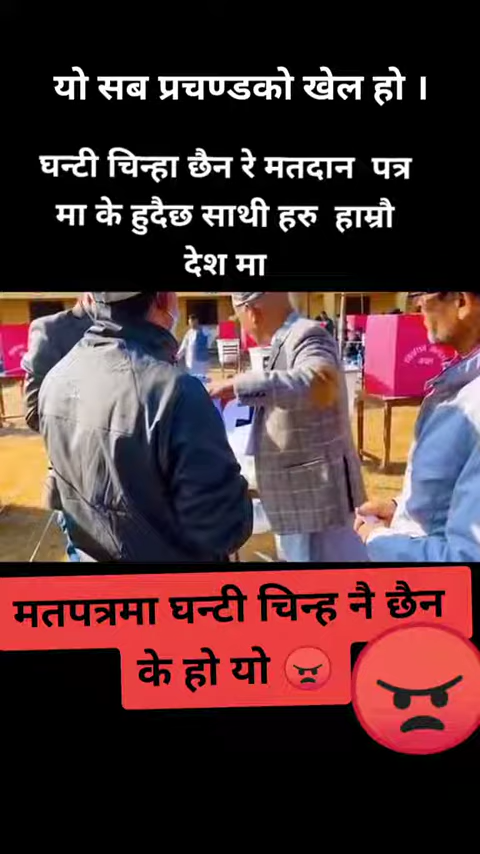 यो सब प्रचण्डको खेल हो ।
घन्टी चिन्हा छैन रे मतदान पत्र
मा के हुदैछ साथी हरु हाम्रौ
देश मा
मतपत्रमा घन्टी चिन्ह नै छैन
के हो यो 😡